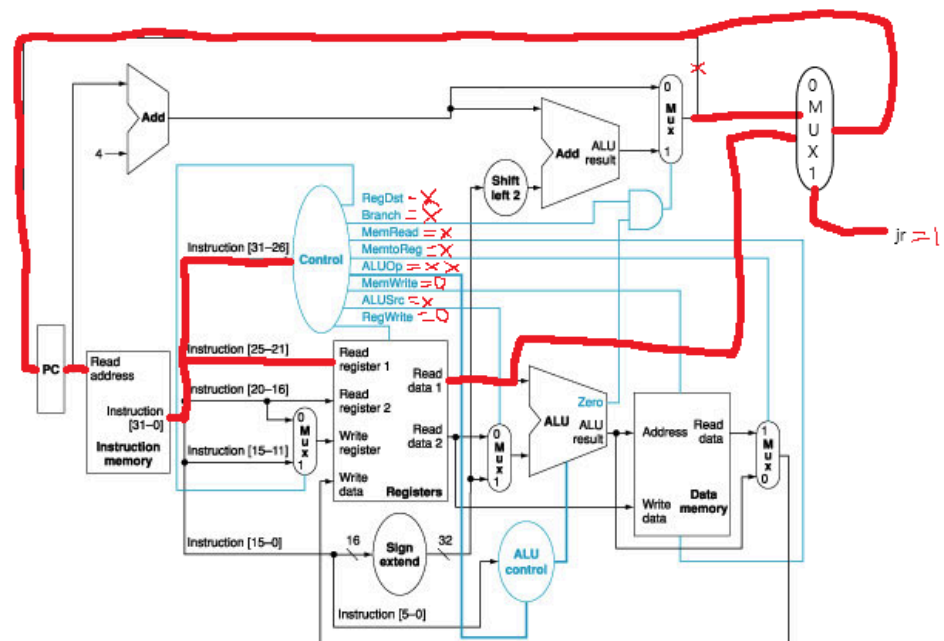 0
M
U
X
1
jr =1
Add
4
0
Mux
1
Add
ALU
result
Shift
left 2
RegDst =X
Branch =X
MemRead =X
MemtoReg =X
ALUOp =X X
MemWrite =0
ALUSrc =X
RegWrite =0
Control
Instruction [31–26]
Instruction [25–21]
Instruction [20–16]
Instruction [15–11]
Instruction [15–0]
Instruction [5–0]
PC
Read
address
Instruction
[31–0]
Instruction
memory
0
Mux
1
Read
register 1
Read
register 2
Write
register
Write
data
Read
data 1
Read
data 2
Registers
0
Mux
1
Zero
ALU
ALU
result
Address
Read
data
Write
data
Data
memory
1
Mux
0
16
Sign
extend
32
ALU
control
X